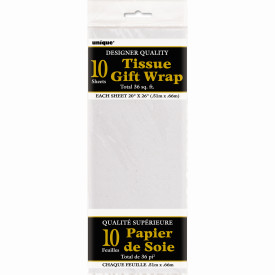 unique®
DESIGNER QUALITY
10 Sheets
Tissue
Gift Wrap
Total 36 sq. ft.
EACH SHEET 20" X 26" (.51m x .66m)
QUALITÉ SUPÉRIEURE
10 Feuilles
Papier
de Soie
Total de 36 pi²
CHAQUE FEUILLE .51m x .66m